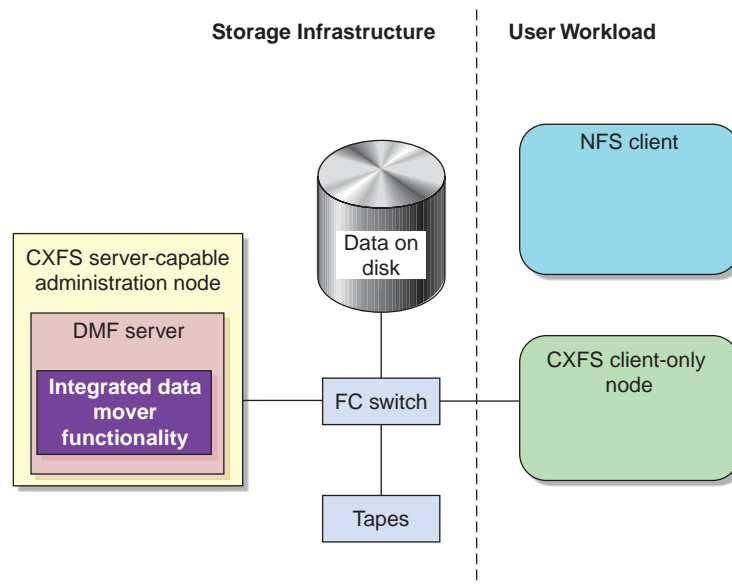 Storage Infrastructure
User Workload
NFS client
Data on
disk
CXFS server-capable
administration node
DMF server
Integrated data
mover
functionality
FC switch
CXFS client-only
node
Tapes